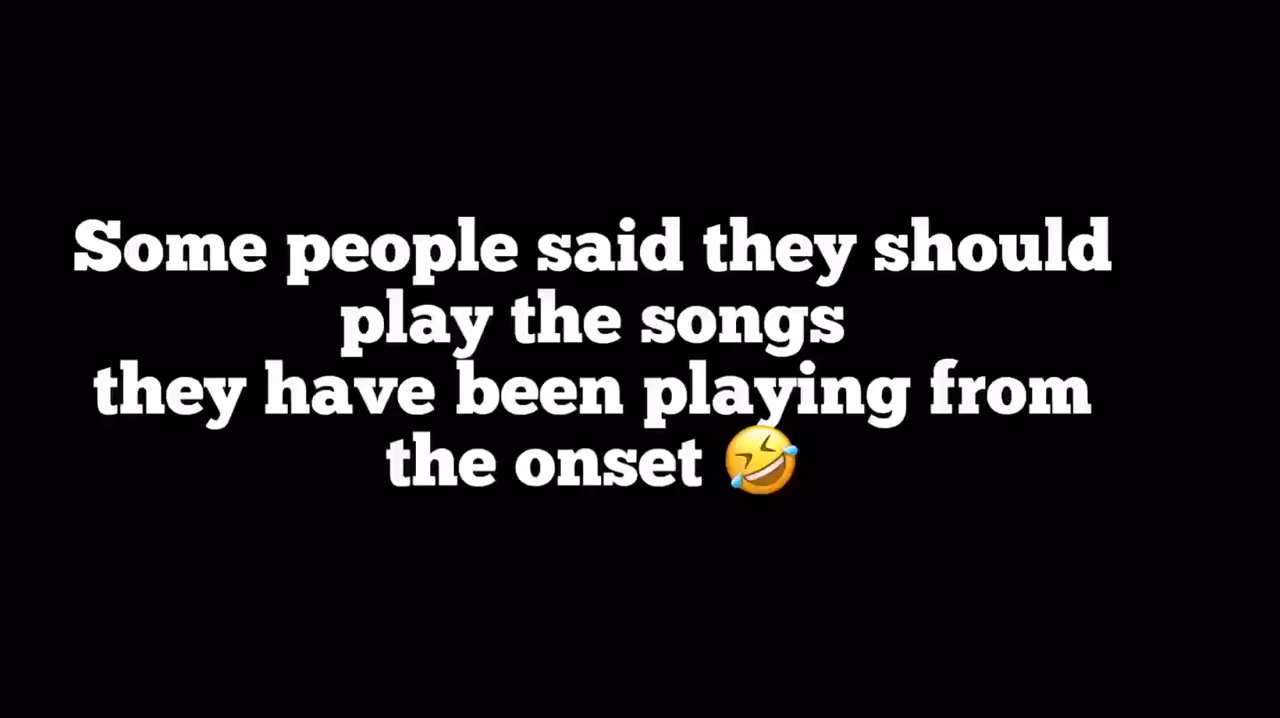 Some people said they should
play the songs
they have been playing from
the onset 🤣